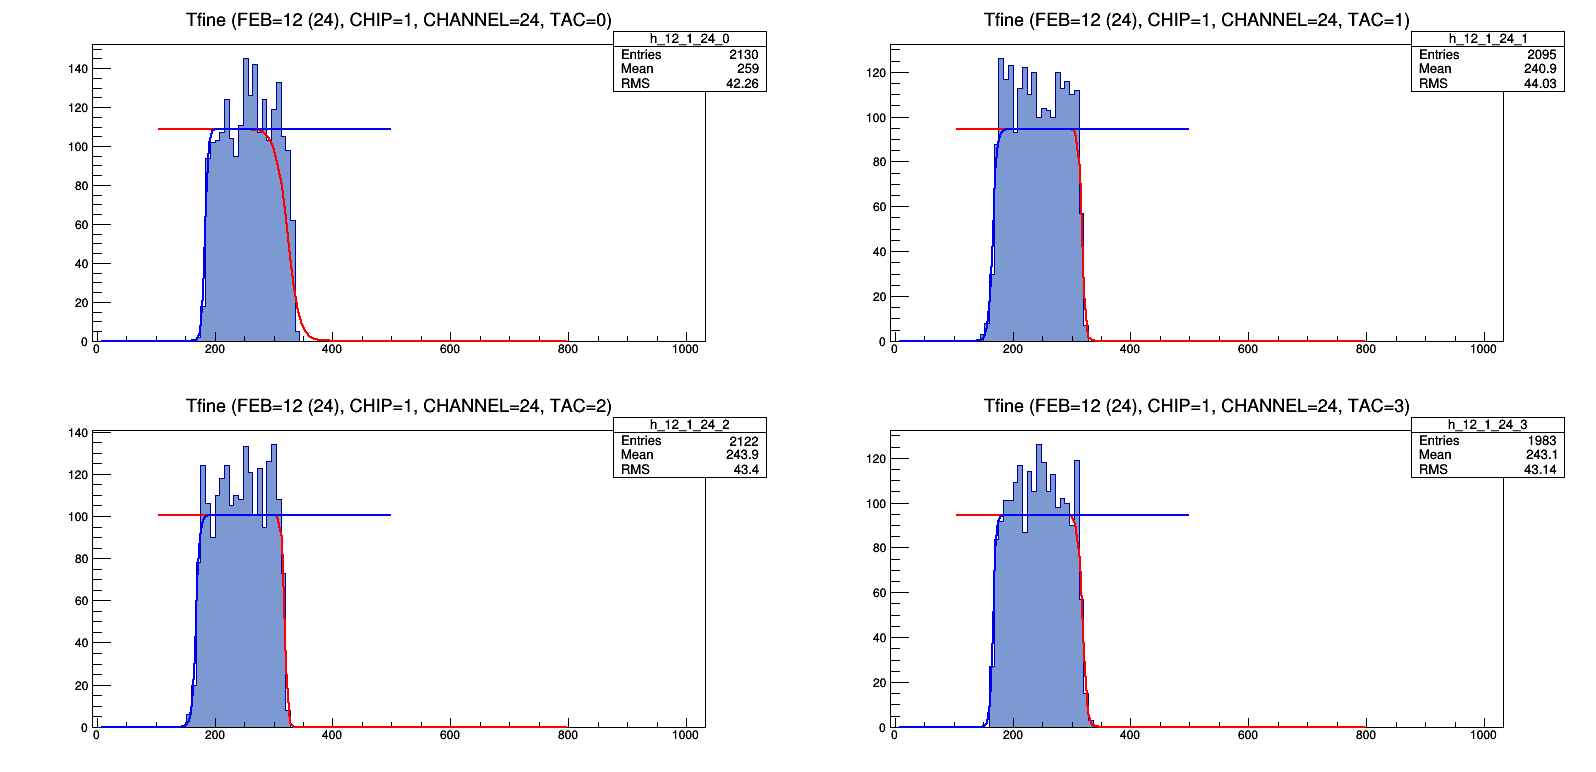 Tfine (FEB=12 (24), CHIP=1, CHANNEL=24, TAC=0)
h_12_1_24_0
Entries 2130
Mean 259
RMS 42.26
140
120
100
80
60
40
20
0
0 200 400 600 800 1000
Tfine (FEB=12 (24), CHIP=1, CHANNEL=24, TAC=1)
h_12_1_24_1
Entries 2095
Mean 240.9
RMS 44.03
120
100
80
60
40
20
0
0 200 400 600 800 1000
Tfine (FEB=12 (24), CHIP=1, CHANNEL=24, TAC=2)
h_12_1_24_2
Entries 2122
Mean 243.9
RMS 43.4
140
120
100
80
60
40
20
0
0 200 400 600 800 1000
Tfine (FEB=12 (24), CHIP=1, CHANNEL=24, TAC=3)
h_12_1_24_3
Entries 1983
Mean 243.1
RMS 43.14
120
100
80
60
40
20
0
0 200 400 600 800 1000